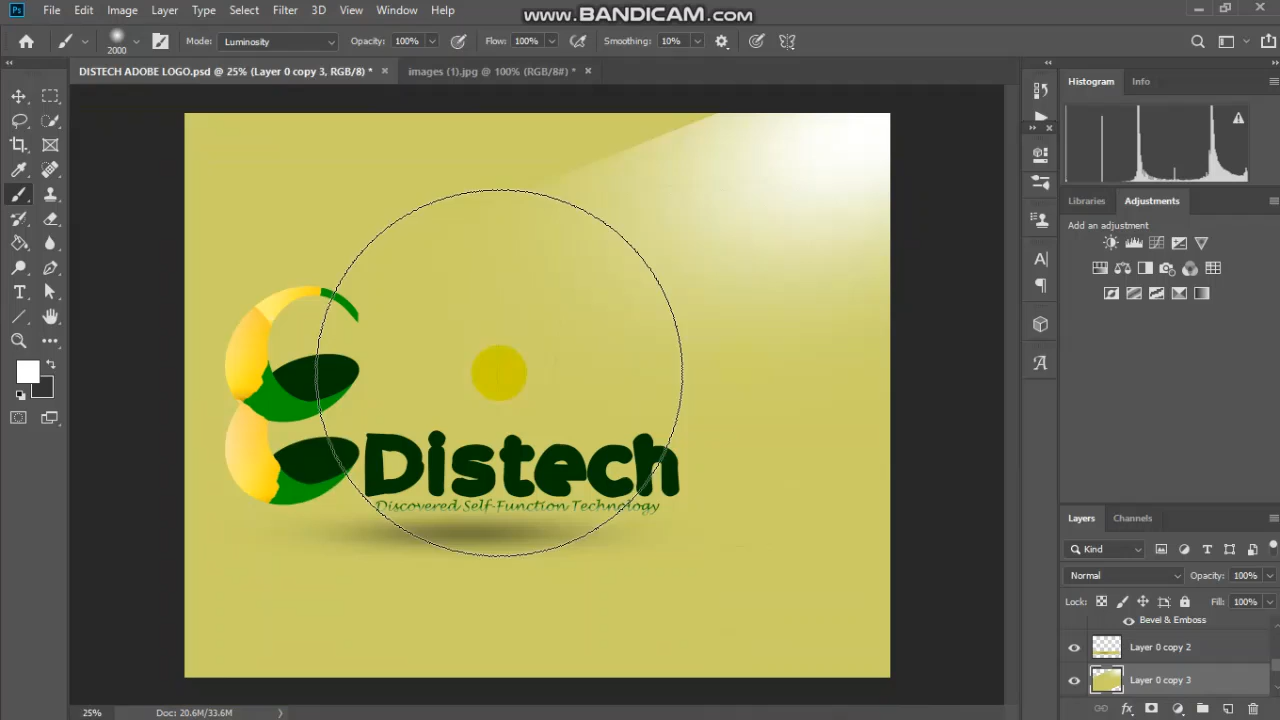 Ps File Edit Image Layer Type Select Filter 3D View Window Help
www.BANDICAM.com
2000 Mode: Luminosity Opacity: 100% Flow: 100% Smoothing: 10%
DISTECH ADOBE LOGO.psd @ 25% (Layer 0 copy 3, RGB/8) * × images (1).jpg @ 100% (RGB/8#) * ×
Histogram Info
Libraries Adjustments
Add an adjustment
Distech
Discovered Self-Function Technology
Layers Channels
Kind
Normal Opacity: 100%
Lock: Fill: 100%
Bevel & Emboss
Layer 0 copy 2
Layer 0 copy 3
25% Doc: 20.6M/33.6M